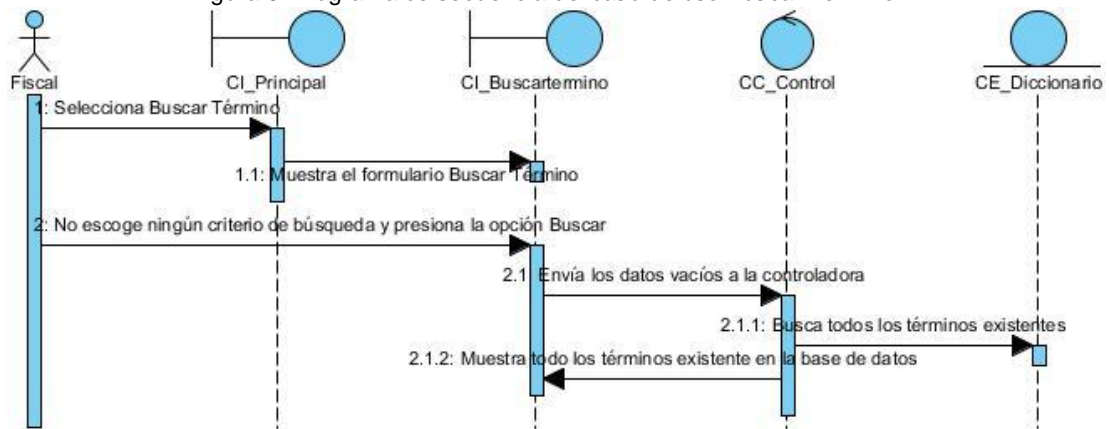 Fiscal
CI_Principal
CI_Buscartermino
CC_Control
CE_Diccionario
1: Selecciona Buscar Término
1.1: Muestra el formulario Buscar Término
2: No escoge ningún criterio de búsqueda y presiona la opción Buscar
2.1: Envía los datos vacíos a la controladora
2.1.1: Busca todos los términos existentes
2.1.2: Muestra todo los términos existente en la base de datos